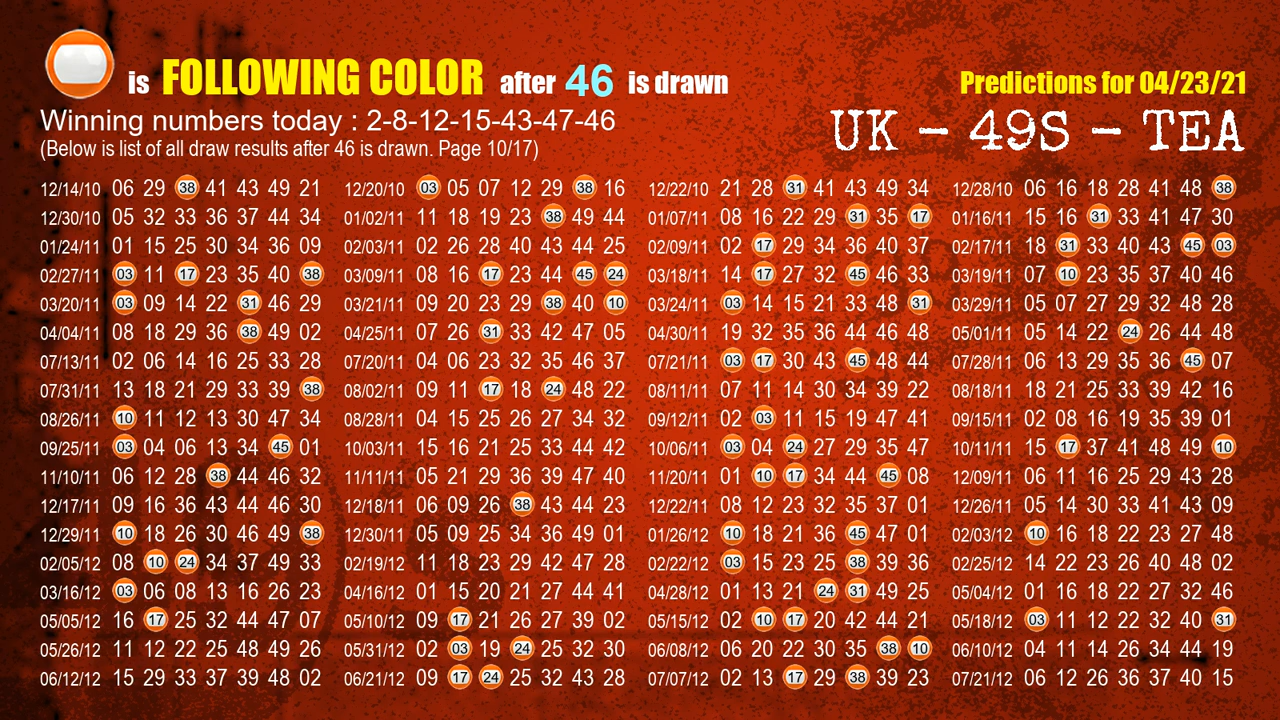 is FOLLOWING COLOR after 46 is drawn
Predictions for 04/23/21
Winning numbers today : 2-8-12-15-43-47-46
UK - 49S - TEA
(Below is list of all draw results after 46 is drawn. Page 10/17)
12/14/10 06 29 38 41 43 49 21 12/20/10 03 05 07 12 29 38 16 12/22/10 21 28 31 41 43 49 34 12/28/10 06 16 18 28 41 48 38
12/30/10 05 32 33 36 37 44 34 01/02/11 11 18 19 23 38 49 44 01/07/11 08 16 22 29 31 35 17 01/16/11 15 16 31 33 41 47 30
01/24/11 01 15 25 30 34 36 09 02/03/11 02 26 28 40 43 44 25 02/09/11 02 17 29 34 36 40 37 02/17/11 18 31 33 40 43 45 03
02/27/11 03 11 17 23 35 40 38 03/09/11 08 16 17 23 44 45 24 03/18/11 14 17 27 32 45 46 33 03/19/11 07 10 23 35 37 40 46
03/20/11 03 09 14 22 31 46 29 03/21/11 09 20 23 29 38 40 10 03/24/11 03 14 15 21 33 48 31 03/29/11 05 07 27 29 32 48 28
04/04/11 08 18 29 36 38 49 02 04/25/11 07 26 31 33 42 47 05 04/30/11 19 32 35 36 44 46 48 05/01/11 05 14 22 24 26 44 48
07/13/11 02 06 14 16 25 33 28 07/20/11 04 06 23 32 35 46 37 07/21/11 03 17 30 43 45 48 44 07/28/11 06 13 29 35 36 45 07
07/31/11 13 18 21 29 33 39 38 08/02/11 09 11 17 18 24 48 22 08/11/11 07 11 14 30 34 39 22 08/18/11 18 21 25 33 39 42 16
08/26/11 10 11 12 13 30 47 34 08/28/11 04 15 25 26 27 34 32 09/12/11 02 03 11 15 19 47 41 09/15/11 02 08 16 19 35 39 01
09/25/11 03 04 06 13 34 45 01 10/03/11 15 16 21 25 33 44 42 10/06/11 03 04 24 27 29 35 47 10/11/11 15 17 37 41 48 49 10
11/10/11 06 12 28 38 44 46 32 11/11/11 05 21 29 36 39 47 40 11/20/11 01 10 17 34 44 45 08 12/09/11 06 11 16 25 29 43 28
12/17/11 09 16 36 43 44 46 30 12/18/11 06 09 26 38 43 44 23 12/22/11 08 12 23 32 35 37 01 12/26/11 05 14 30 33 41 43 09
12/29/11 10 18 26 30 46 49 38 12/30/11 05 09 25 34 36 49 01 01/26/12 10 18 21 36 45 47 01 02/03/12 10 16 18 22 23 27 48
02/05/12 08 10 24 34 37 49 33 02/19/12 11 18 23 29 42 47 28 02/22/12 03 15 23 25 38 39 36 02/25/12 14 22 23 26 40 48 02
03/16/12 03 06 08 13 16 26 23 04/16/12 01 15 20 21 27 44 41 04/28/12 01 13 21 24 31 49 25 05/04/12 01 16 18 22 27 32 46
05/05/12 16 17 25 32 44 47 07 05/10/12 09 17 21 26 27 39 02 05/15/12 02 10 17 20 42 44 21 05/18/12 03 11 12 22 32 40 31
05/26/12 11 12 22 25 48 49 26 05/31/12 02 03 19 24 25 32 30 06/08/12 06 20 22 30 35 38 10 06/10/12 04 11 14 26 34 44 19
06/12/12 15 29 33 37 39 48 02 06/21/12 09 17 24 25 32 43 28 07/07/12 02 13 17 29 38 39 23 07/21/12 06 12 26 36 37 40 15